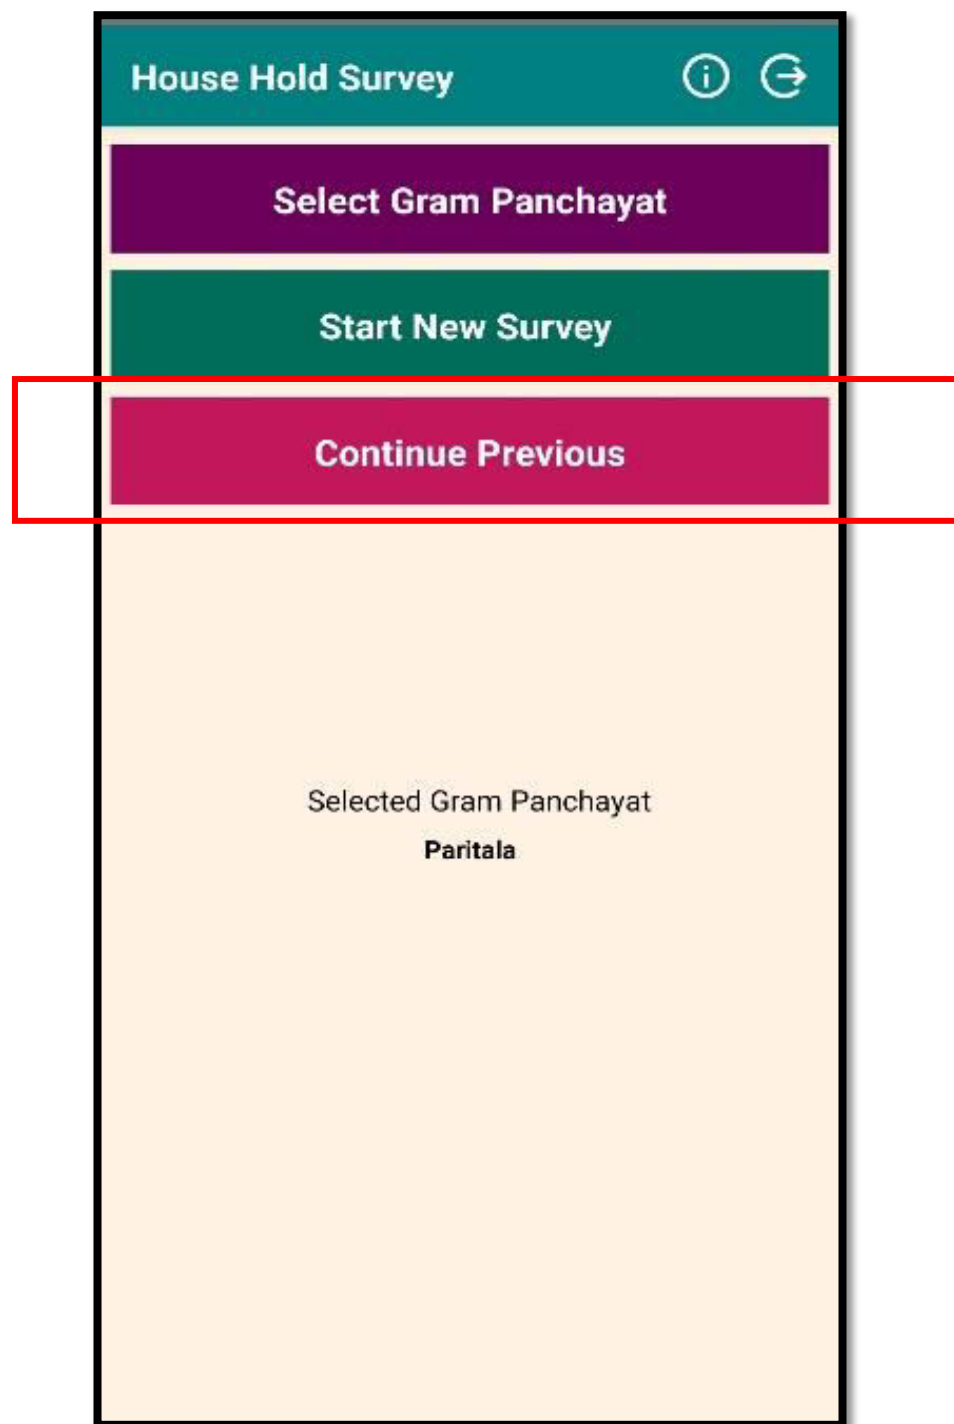 House Hold Survey
Select Gram Panchayat
Start New Survey
Continue Previous
Selected Gram Panchayat
Paritala